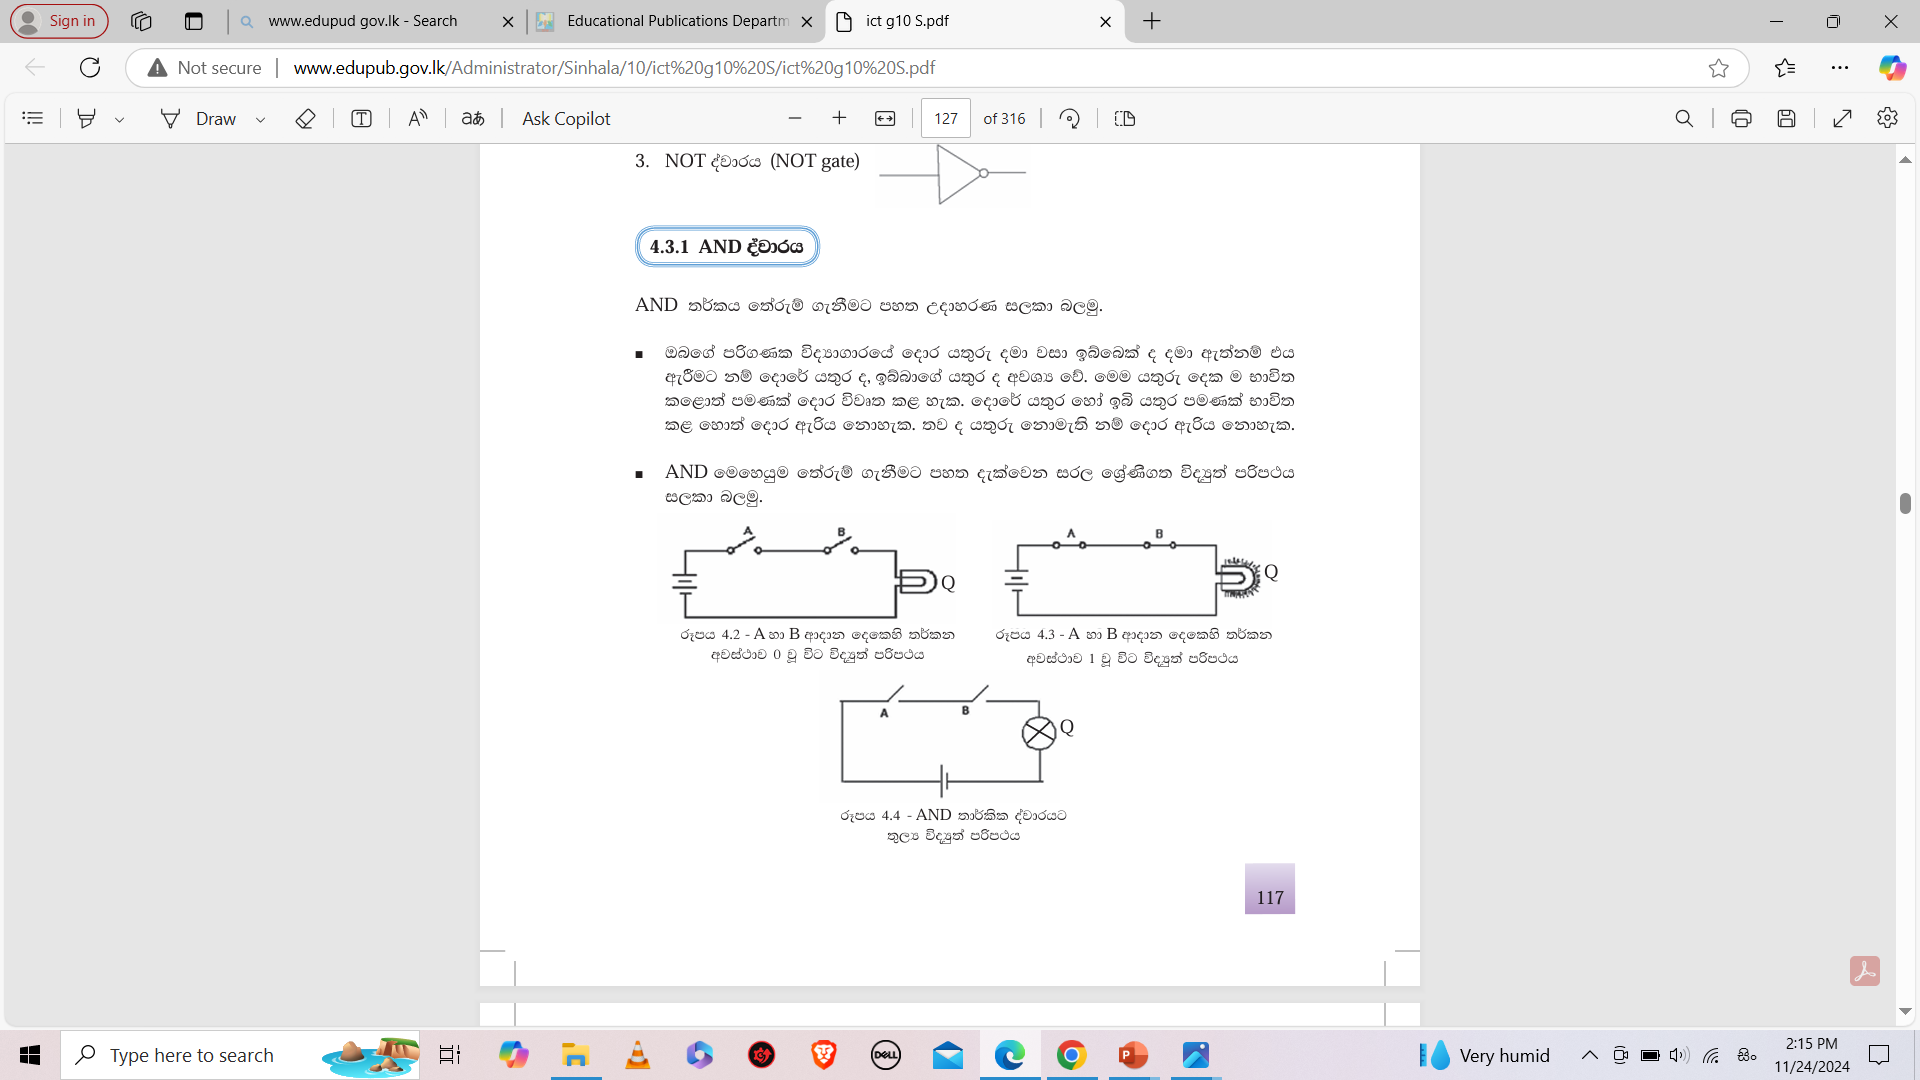 Sign in
www.edupud gov.lk - Search
Educational Publications Departm
ict g10 S.pdf
Not secure
www.edupub.gov.lk/Administrator/Sinhala/10/ict%20g10%20S/ict%20g10%20S.pdf
Draw
Ask Copilot
127 of 316
3. NOT ද්වාරය (NOT gate)
4.3.1 AND ද්වාරය
AND තර්කය තේරුම් ගැනීමට පහත උදාහරණ සලකා බලමු.
■ ඔබගේ පරිගණක විද්‍යාගාරයේ දොර යතුරු දමා වසා ඉබ්බෙක් ද දමා ඇත්නම් එය
ඇරීමට නම් දොරේ යතුර ද, ඉබ්බාගේ යතුර ද අවශ්‍ය වේ. මෙම යතුරු දෙක ම භාවිත
කළොත් පමණක් දොර විවෘත කළ හැක. දොරේ යතුර හෝ ඉබි යතුර පමණක් භාවිත
කළ හොත් දොර ඇරිය නොහැක. තව ද යතුරු නොමැති නම් දොර ඇරිය නොහැක.
■ AND මෙහෙයුම තේරුම් ගැනීමට පහත දැක්වෙන සරල ශ්‍රේණිගත විද්‍යුත් පරිපථය
සලකා බලමු.
A B Q
A B Q
රූපය 4.2 - A හා B ආදාන දෙකෙහි තර්කන
අවස්ථාව 0 වූ විට විද්‍යුත් පරිපථය
රූපය 4.3 - A හා B ආදාන දෙකෙහි තර්කන
අවස්ථාව 1 වූ විට විද්‍යුත් පරිපථය
A B Q
රූපය 4.4 - AND තාර්කික ද්වාරයට
තුල්‍ය විද්‍යුත් පරිපථය
117
Type here to search
DELL
Very humid
සිං
2:15 PM
11/24/2024